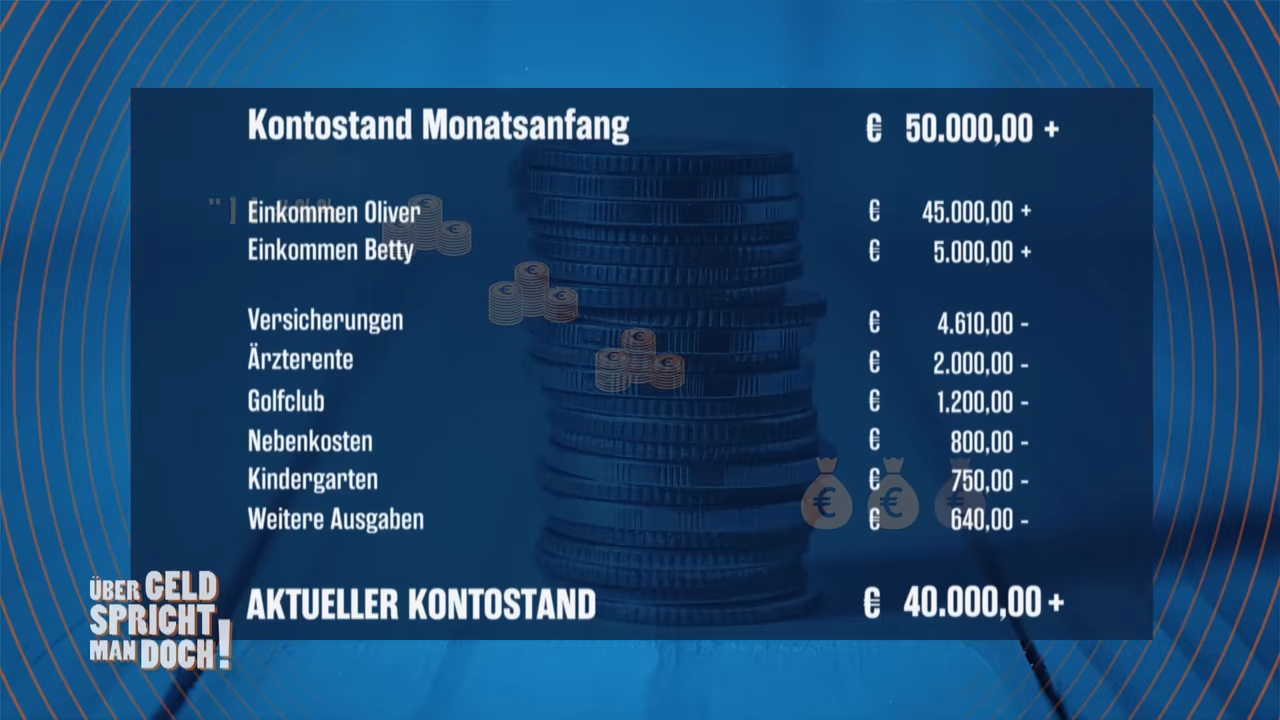 Kontostand Monatsanfang € 50.000,00 +
Einkommen Oliver € 45.000,00 +
Einkommen Betty € 5.000,00 +
Versicherungen € 4.610,00 -
Ärzterente € 2.000,00 -
Golfclub € 1.200,00 -
Nebenkosten € 800,00 -
Kindergarten € 750,00 -
Weitere Ausgaben € 640,00 -
AKTUELLER KONTOSTAND € 40.000,00 +
ÜBER GELD
SPRICHT
MAN DOCH!